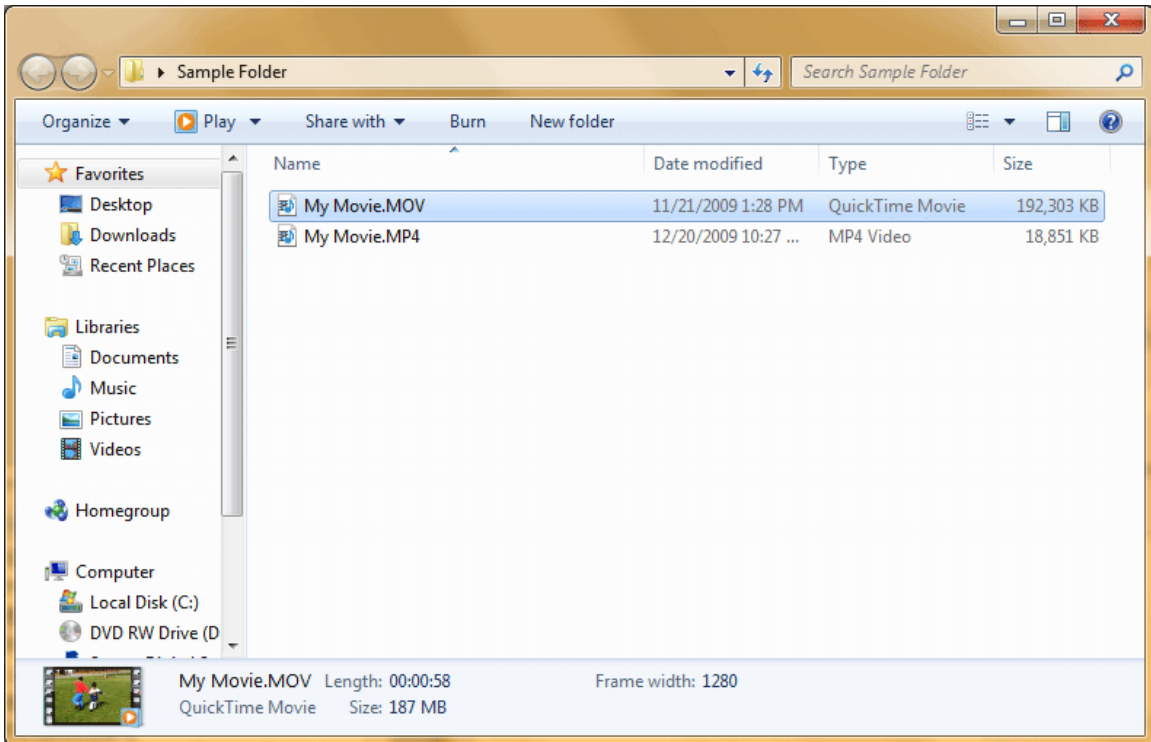 Sample Folder
Search Sample Folder
Organize Play Share with Burn New folder
Name Date modified Type Size
My Movie.MOV 11/21/2009 1:28 PM QuickTime Movie 192,303 KB
My Movie.MP4 12/20/2009 10:27 ... MP4 Video 18,851 KB
Favorites
Desktop
Downloads
Recent Places
Libraries
Documents
Music
Pictures
Videos
Homegroup
Computer
Local Disk (C:)
DVD RW Drive (D
My Movie.MOV Length: 00:00:58 Frame width: 1280
QuickTime Movie Size: 187 MB